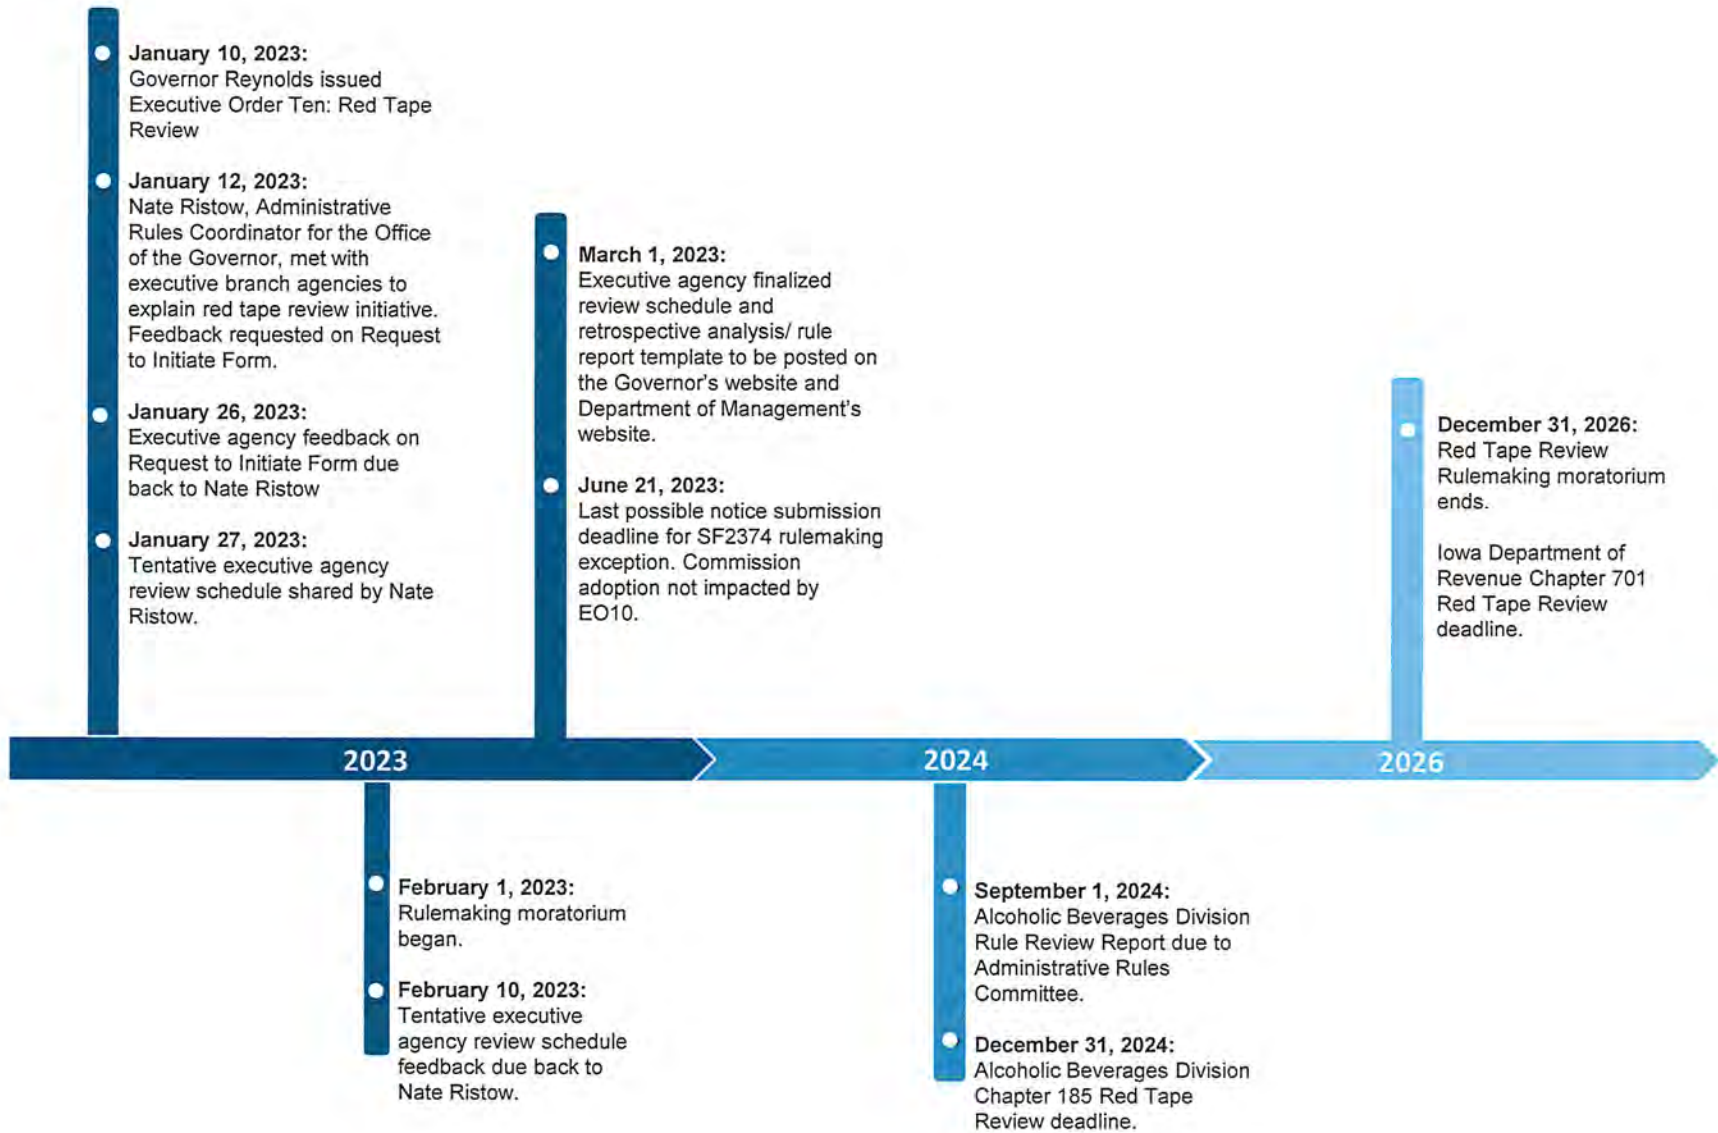 January 10, 2023:
Governor Reynolds issued
Executive Order Ten: Red Tape
Review
January 12, 2023:
Nate Ristow, Administrative
Rules Coordinator for the Office
of the Governor, met with
executive branch agencies to
explain red tape review initiative.
Feedback requested on Request
to Initiate Form.
January 26, 2023:
Executive agency feedback on
Request to Initiate Form due
back to Nate Ristow
January 27, 2023:
Tentative executive agency
review schedule shared by Nate
Ristow.
March 1, 2023:
Executive agency finalized
review schedule and
retrospective analysis/ rule
report template to be posted on
the Governor's website and
Department of Management's
website.
June 21, 2023:
Last possible notice submission
deadline for SF2374 rulemaking
exception. Commission
adoption not impacted by
EO10.
December 31, 2026:
Red Tape Review
Rulemaking moratorium
ends.
Iowa Department of
Revenue Chapter 701
Red Tape Review
deadline.
2023
2024
2026
February 1, 2023:
Rulemaking moratorium
began.
February 10, 2023:
Tentative executive
agency review schedule
feedback due back to
Nate Ristow.
September 1, 2024:
Alcoholic Beverages Division
Rule Review Report due to
Administrative Rules
Committee.
December 31, 2024:
Alcoholic Beverages Division
Chapter 185 Red Tape
Review deadline.